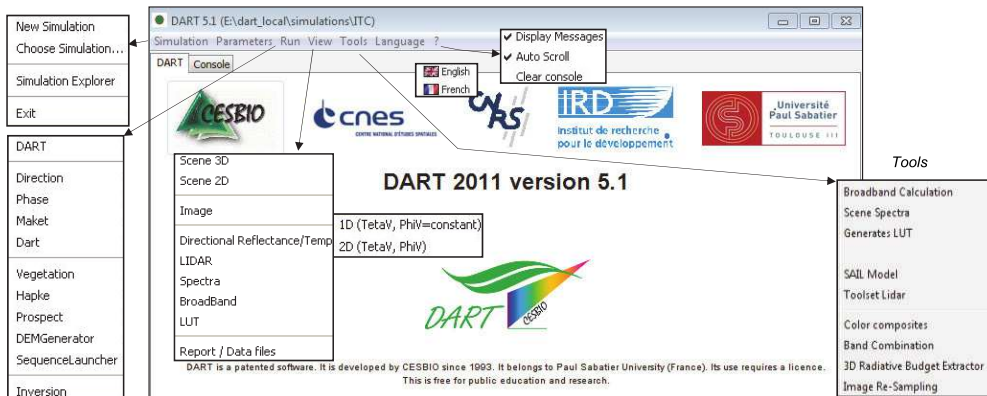 New Simulation
Choose Simulation...
Simulation Explorer
Exit
DART 5.1 (E:\dart_local\simulations\ITC)
Simulation Parameters Run View Tools Language ?
DART Console
Display Messages
Auto Scroll
Clear console
English
French
CESBIO
cnes
CENTRE NATIONAL D'ÉTUDES SPATIALES
CNRS
IRD
Institut de recherche
pour le développement
Université
Paul Sabatier
TOULOUSE III
DART
Direction
Phase
Maket
Dart
Vegetation
Hapke
Prospect
DEMGenerator
SequenceLauncher
Inversion
Scene 3D
Scene 2D
Image
Directional Reflectance/Temp
LIDAR
Spectra
BroadBand
LUT
Report / Data files
1D (TetaV, PhiV=constant)
2D (TetaV, PhiV)
DART 2011 version 5.1
DART
CESBIO
DART is a patented software. It is developed by CESBIO since 1993. It belongs to Paul Sabatier University (France). Its use requires a licence.
This is free for public education and research.
Tools
Broadband Calculation
Scene Spectra
Generates LUT
SAIL Model
Toolset Lidar
Color composites
Band Combination
3D Radiative Budget Extractor
Image Re-Sampling